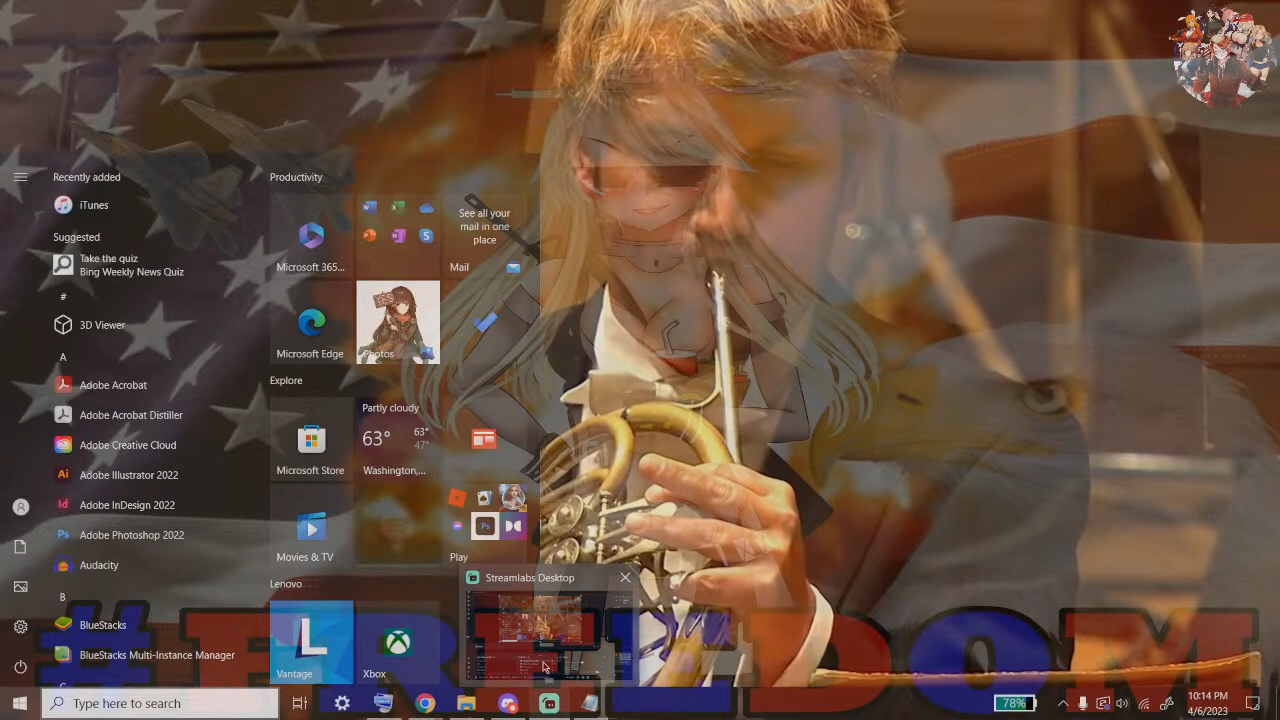 Recently added
iTunes
Suggested
Take the quiz
Bing Weekly News Quiz
#
3D Viewer
A
Adobe Acrobat
Adobe Acrobat Distiller
Adobe Creative Cloud
Adobe Illustrator 2022
Adobe InDesign 2022
Adobe Photoshop 2022
Audacity
B
BlueStacks
BlueStacks Multi-Instance Manager
Productivity
Microsoft 365...
See all your
mail in one
place
Mail
Microsoft Edge
YES
Photos
Explore
Microsoft Store
Partly cloudy
63°
63°
47°
Washington,...
Movies & TV
Ps
Play
Lenovo
L
Vantage
Xbox
Streamlabs Desktop
Type here to search
78%
10:14 PM
4/6/2023